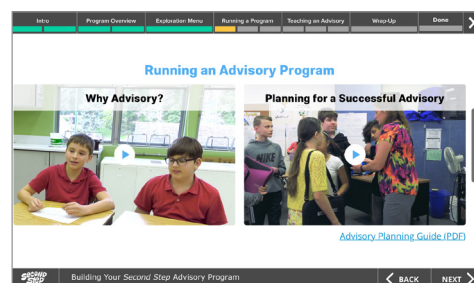 Intro Program Overview Exploration Menu Running a Program Teaching an Advisory Wrap-Up Done
Running an Advisory Program
Why Advisory?
Planning for a Successful Advisory
NIKE
Advisory Planning Guide (PDF)
SECOND
STEP
Building Your Second Step Advisory Program
BACK NEXT